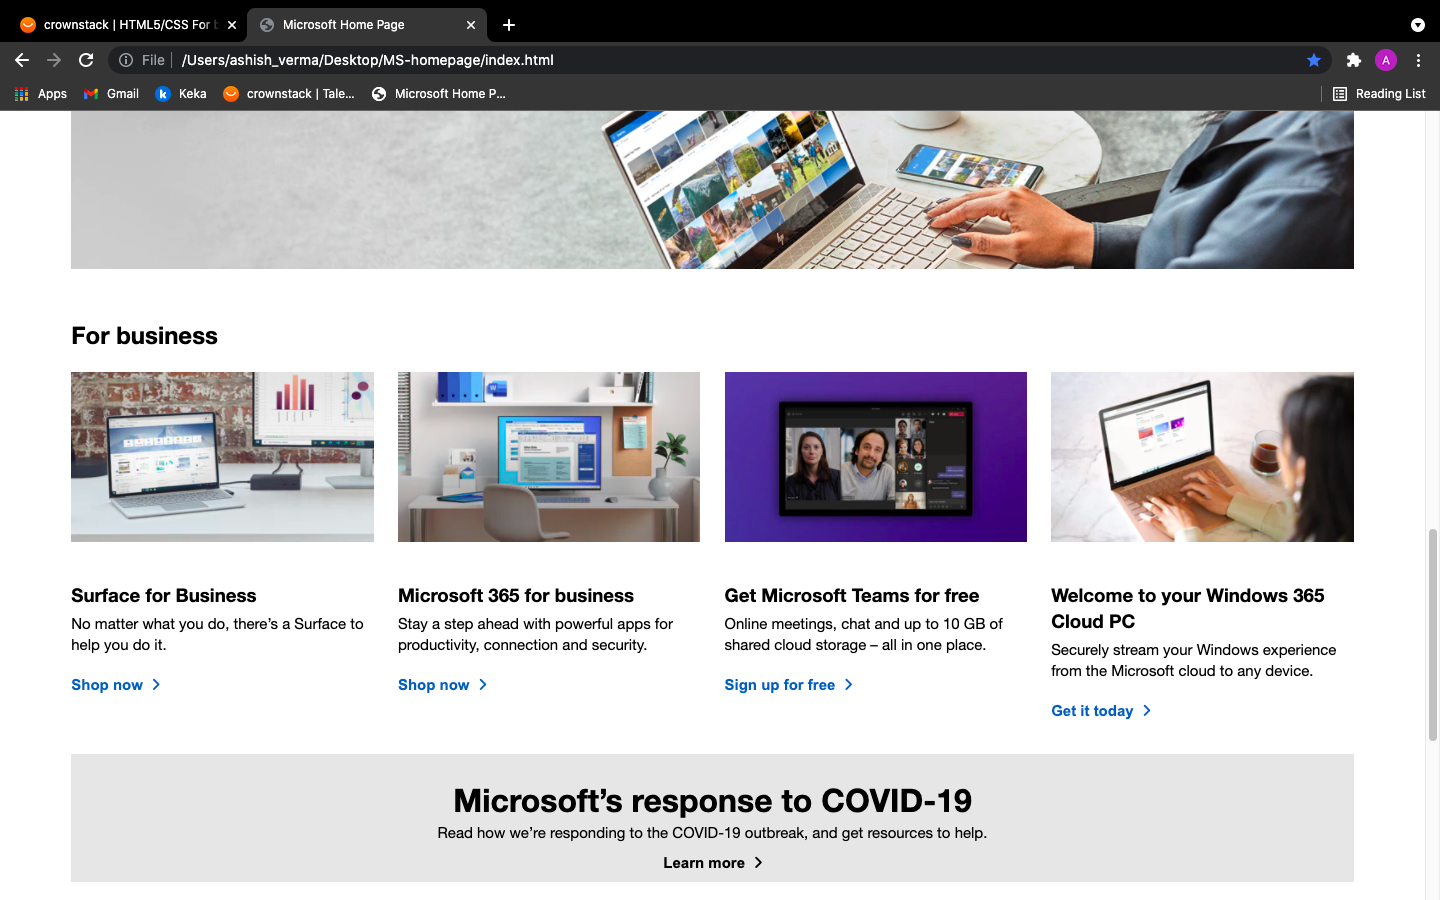 crownstack | HTML5/CSS For b
Microsoft Home Page
File
/Users/ashish_verma/Desktop/MS-homepage/index.html
A
Apps
Gmail
Keka
crownstack | Tale...
Microsoft Home P...
Reading List
For business
Surface for Business
No matter what you do, there’s a Surface to
help you do it.
Shop now
Microsoft 365 for business
Stay a step ahead with powerful apps for
productivity, connection and security.
Shop now
Get Microsoft Teams for free
Online meetings, chat and up to 10 GB of
shared cloud storage – all in one place.
Sign up for free
Welcome to your Windows 365
Cloud PC
Securely stream your Windows experience
from the Microsoft cloud to any device.
Get it today
Microsoft’s response to COVID-19
Read how we’re responding to the COVID-19 outbreak, and get resources to help.
Learn more